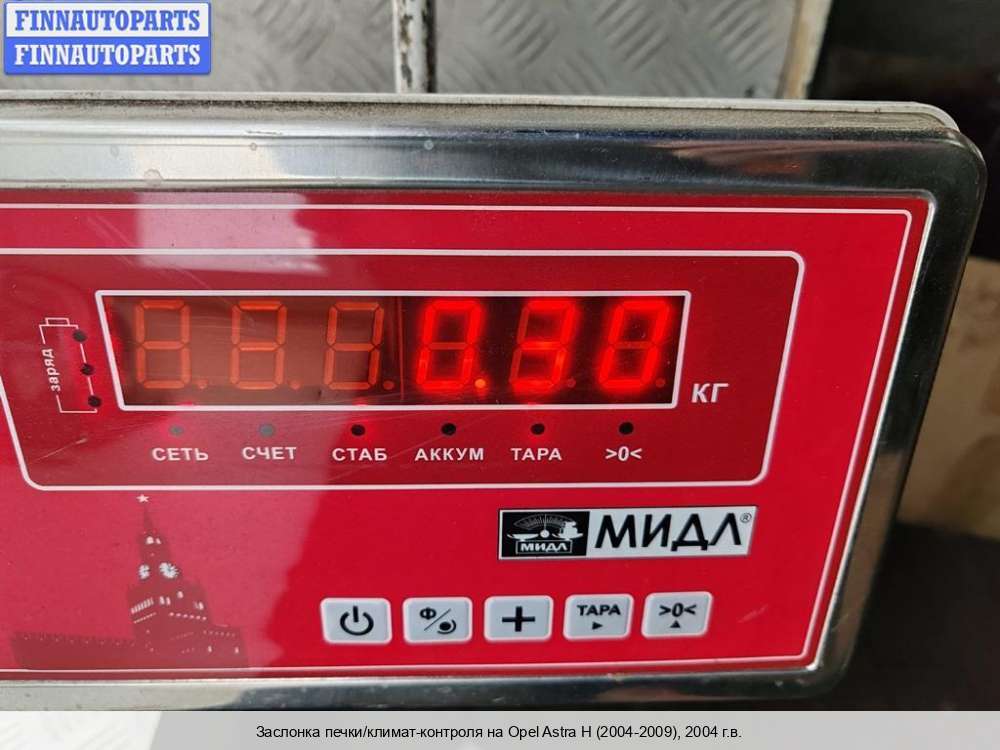 FINNAUTOPARTS
FINNAUTOPARTS
0.30
КГ
заряд
СЕТЬ СЧЕТ СТАБ АККУМ ТАРА >0<
МИДЛ МИДЛ®
Ф/ + ТАРА >0<
Заслонка печки/климат-контроля на Opel Astra H (2004-2009), 2004 г.в.